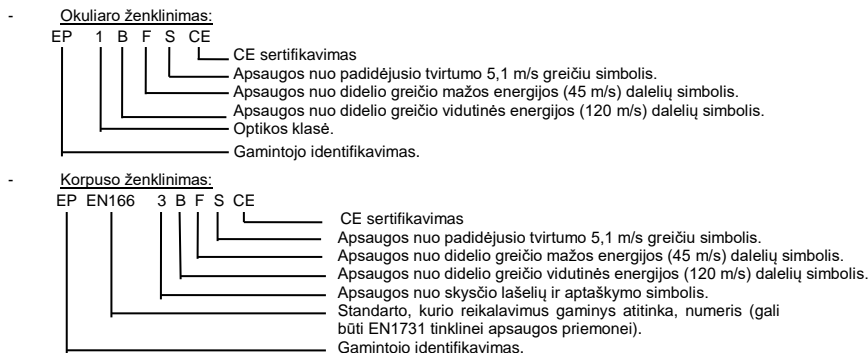 - Okuliaro ženklinimas:
EP 1 B F S CE
CE sertifikavimas
Apsaugos nuo padidėjusio tvirtumo 5,1 m/s greičiu simbolis.
Apsaugos nuo didelio greičio mažos energijos (45 m/s) dalelių simbolis.
Apsaugos nuo didelio greičio vidutinės energijos (120 m/s) dalelių simbolis.
Optikos klasė.
Gamintojo identifikavimas.
- Korpuso ženklinimas:
EP EN166 3 B F S CE
CE sertifikavimas
Apsaugos nuo padidėjusio tvirtumo 5,1 m/s greičiu simbolis.
Apsaugos nuo didelio greičio mažos energijos (45 m/s) dalelių simbolis.
Apsaugos nuo didelio greičio vidutinės energijos (120 m/s) dalelių simbolis.
Apsaugos nuo skysčio lašelių ir aptaškymo simbolis.
Standarto, kurio reikalavimus gaminys atitinka, numeris (gali
būti EN1731 tinklinei apsaugos priemonei).
Gamintojo identifikavimas.